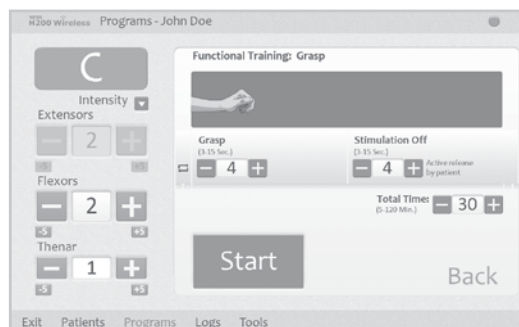 NESS
H200 Wireless Programs - John Doe
C
Intensity
Extensors
2
-5 +5
Flexors
2
-5 +5
Thenar
1
-5 +5
Functional Training: Grasp
Grasp
(3-15 Sec.)
4
Stimulation Off
(3-15 Sec.)
4
Active release
by patient
Total Time:
(5-120 Min.)
30
Start
Back
Exit Patients Programs Logs Tools